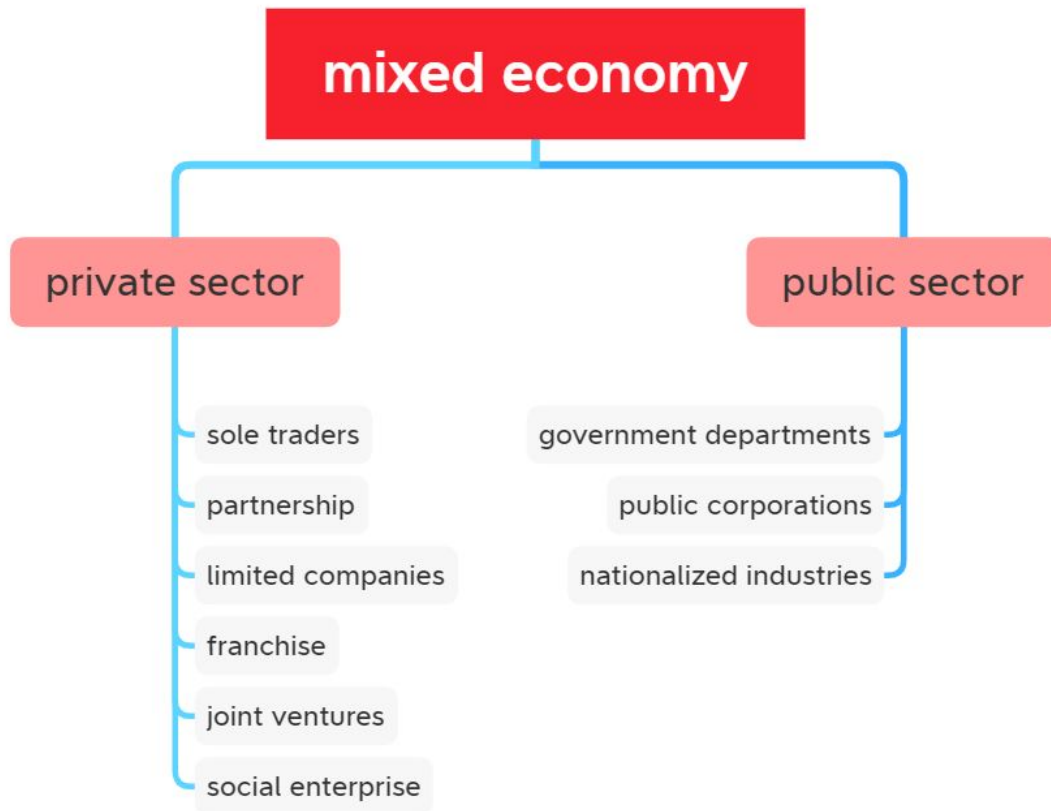 mixed economy
private sector
sole traders
partnership
limited companies
franchise
joint ventures
social enterprise
public sector
government departments
public corporations
nationalized industries